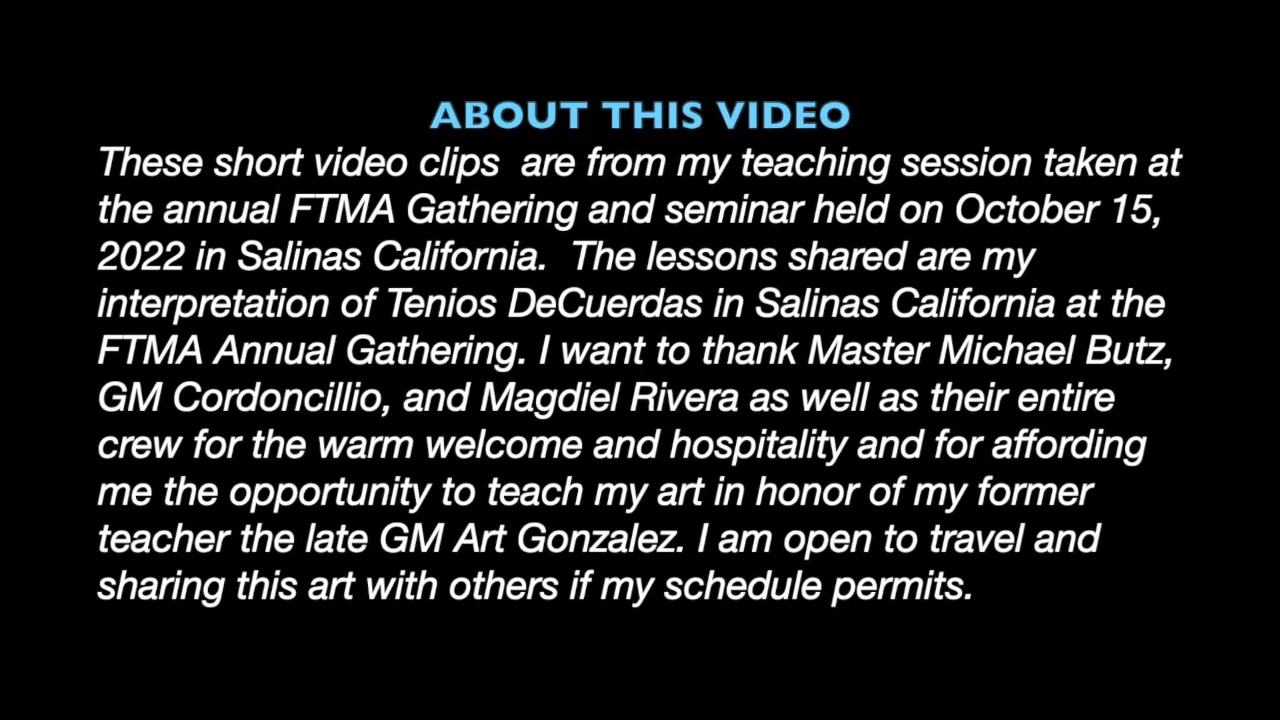 ABOUT THIS VIDEO
These short video clips  are from my teaching session taken at
the annual FTMA Gathering and seminar held on October 15,
2022 in Salinas California.  The lessons shared are my
interpretation of Tenios DeCuerdas in Salinas California at the
FTMA Annual Gathering. I want to thank Master Michael Butz,
GM Cordoncillio, and Magdiel Rivera as well as their entire
crew for the warm welcome and hospitality and for affording
me the opportunity to teach my art in honor of my former
teacher the late GM Art Gonzalez. I am open to travel and
sharing this art with others if my schedule permits.